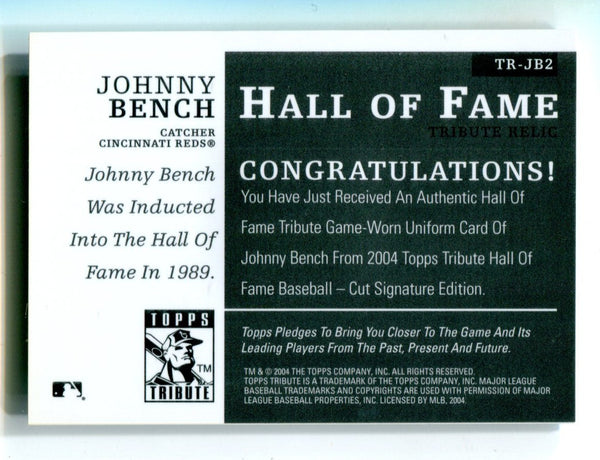 TR-JB2
JOHNNY
BENCH
CATCHER
CINCINNATI REDS®
Johnny Bench
Was Inducted
Into The Hall Of
Fame In 1989.
HALL OF FAME
TRIBUTE RELIC
CONGRATULATIONS!
You Have Just Received An Authentic Hall Of
Fame Tribute Game-Worn Uniform Card Of
Johnny Bench From 2004 Topps Tribute Hall Of
Fame Baseball – Cut Signature Edition.
Topps Pledges To Bring You Closer To The Game And Its
Leading Players From The Past, Present And Future.
TM & © 2004 THE TOPPS COMPANY, INC. ALL RIGHTS RESERVED.
TOPPS TRIBUTE IS A TRADEMARK OF THE TOPPS COMPANY, INC. MAJOR LEAGUE
BASEBALL TRADEMARKS AND COPYRIGHTS ARE USED WITH PERMISSION OF MAJOR
LEAGUE BASEBALL PROPERTIES, INC. LICENSED BY MLB, 2004.
TOPPS
TM
TRIBUTE